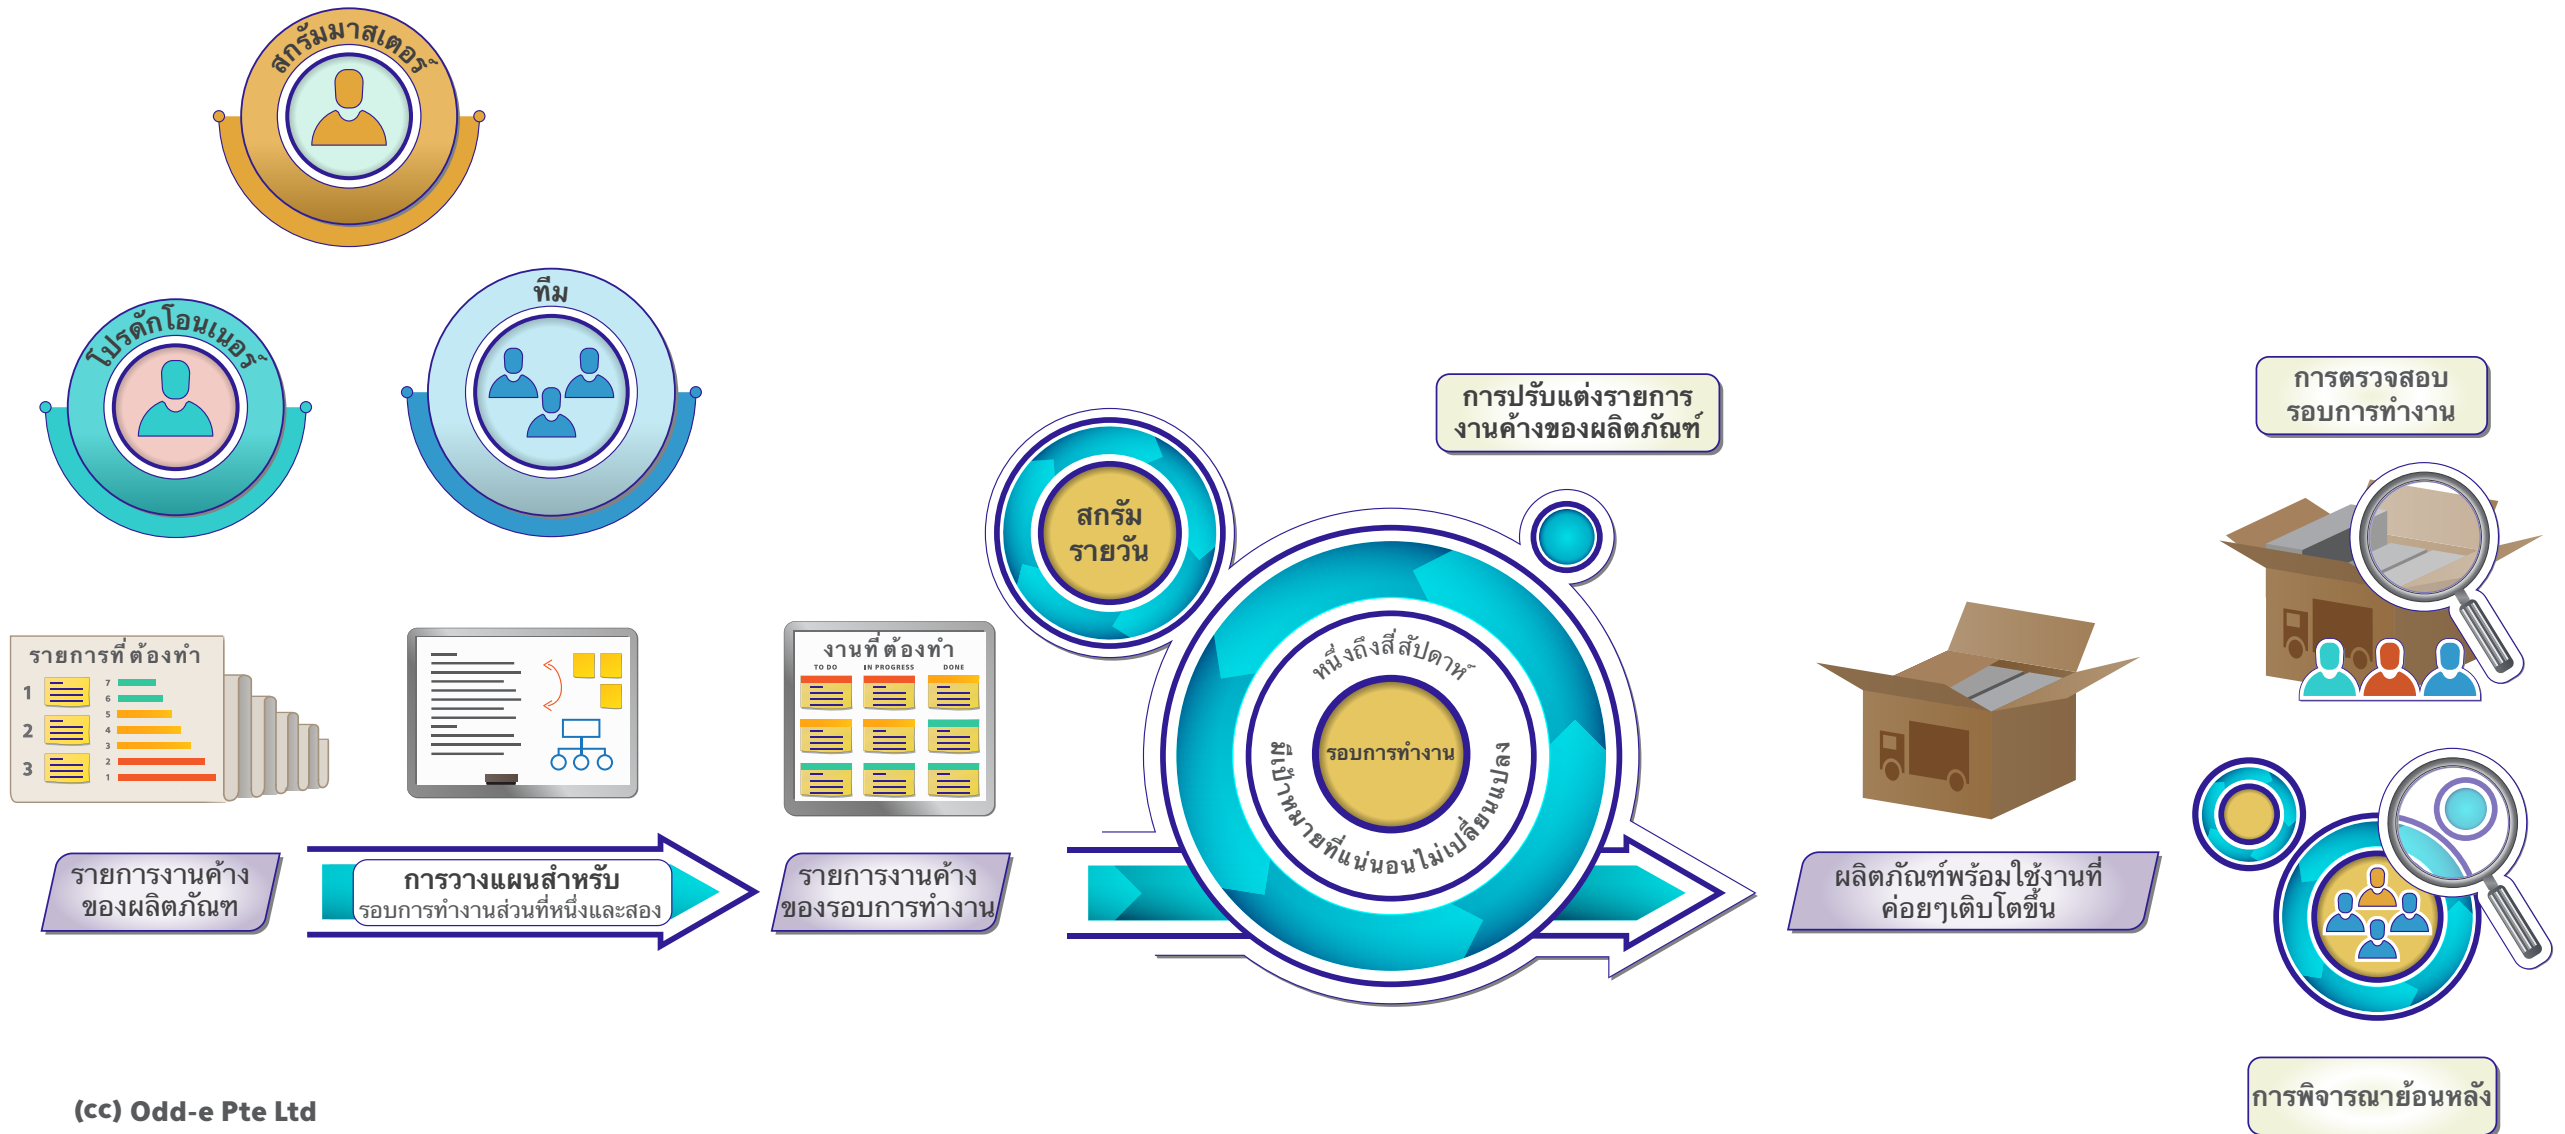 สกรัมมาสเตอร์
โปรดักโอนเนอร์
ทีม
การปรับแต่งรายการ
งานค้างของผลิตภัณฑ์
การตรวจสอบ
รอบการทำงาน
สกรัม
รายวัน
รายการที่ต้องทำ
1
2
3
7
6
5
4
3
2
1
งานที่ต้องทำ
TO DO
IN PROGRESS
DONE
หนึ่งถึงสี่สัปดาห์
รอบการทำงาน
มีเป้าหมายที่แน่นอนไม่เปลี่ยนแปลง
รายการงานค้าง
ของผลิตภัณฑ
การวางแผนสำหรับ
รอบการทำงานส่วนที่หนึ่งและสอง
รายการงานค้าง
ของรอบการทำงาน
ผลิตภัณฑ์พร้อมใช้งานที่
ค่อยๆเติบโตขึ้น
การพิจารณาย้อนหลัง
(cc) Odd-e Pte Ltd